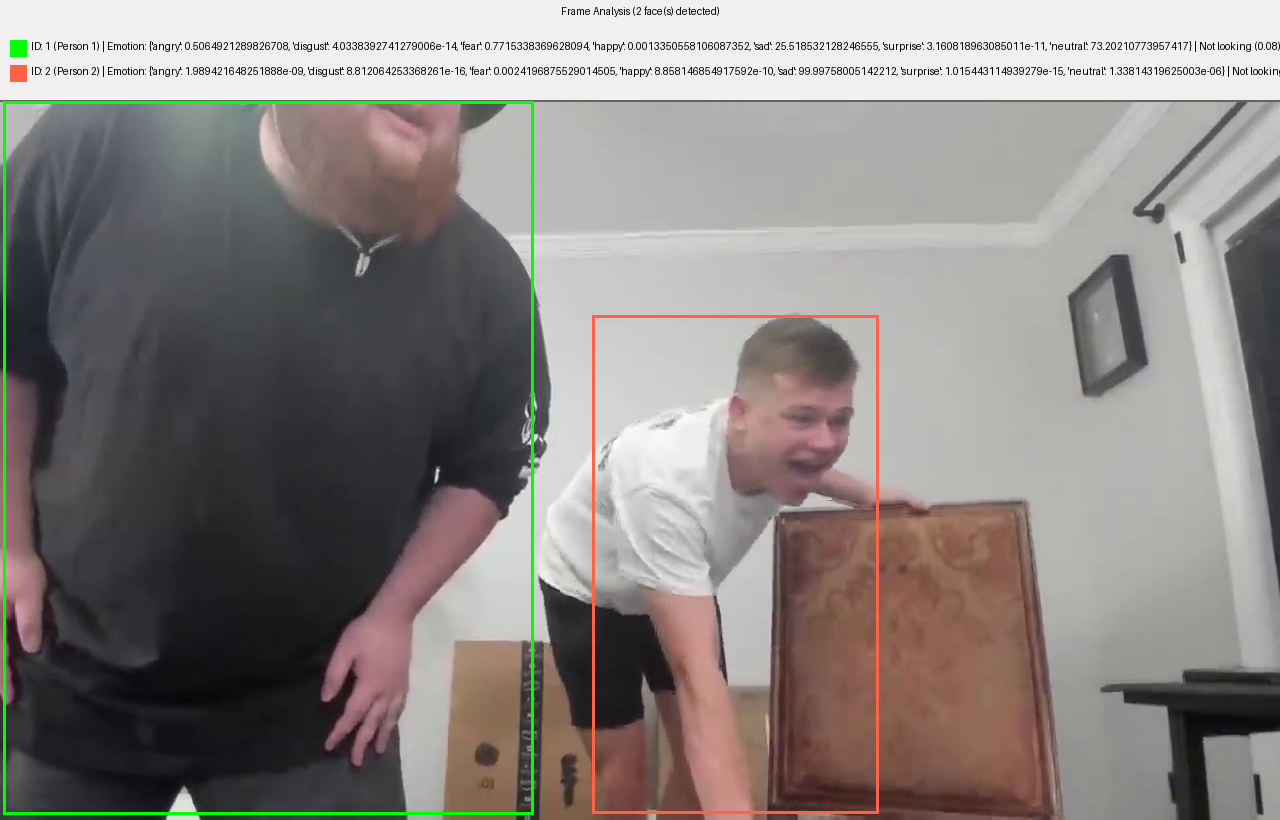 Frame Analysis (2 face(s) detected)
ID: 1 (Person 1) | Emotion: {'angry': 0.5064921289826708, 'disgust': 4.0338392741279006e-14, 'fear': 0.7715338369628094, 'happy': 0.0013350558106087352, 'sad': 25.518532128246555, 'surprise': 3.160818963085011e-11, 'neutral': 73.20210773957417} | Not looking (0.08)
ID: 2 (Person 2) | Emotion: {'angry': 1.989421648251888e-09, 'disgust': 8.812064253368261e-16, 'fear': 0.0024196875529014505, 'happy': 8.858146854917592e-10, 'sad': 99.99758005142212, 'surprise': 1.015443114939279e-15, 'neutral': 1.33814319625003e-06} | Not looking